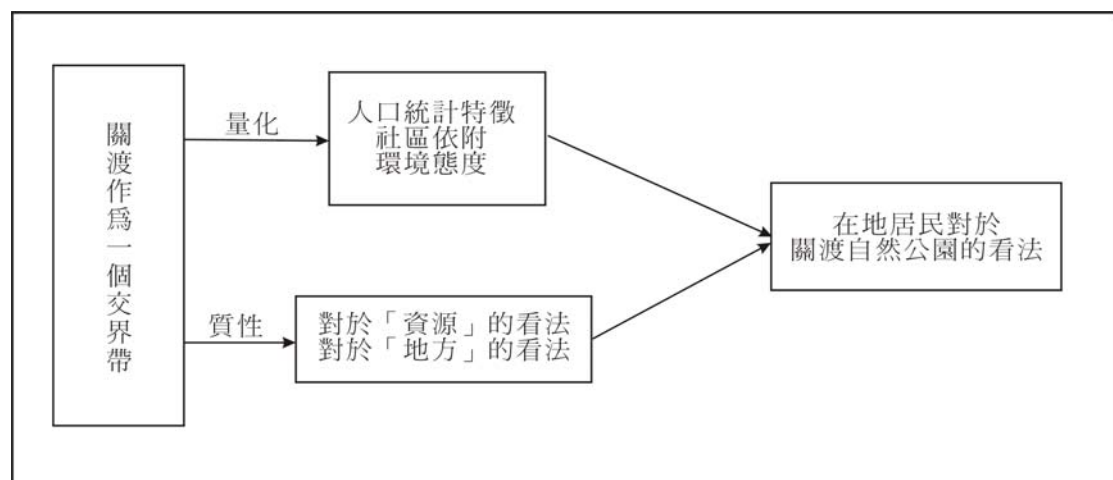 關渡作爲一個交界帶
量化
人口統計特徵
社區依附
環境態度
質性
對於「資源」的看法
對於「地方」的看法
在地居民對於
關渡自然公園的看法